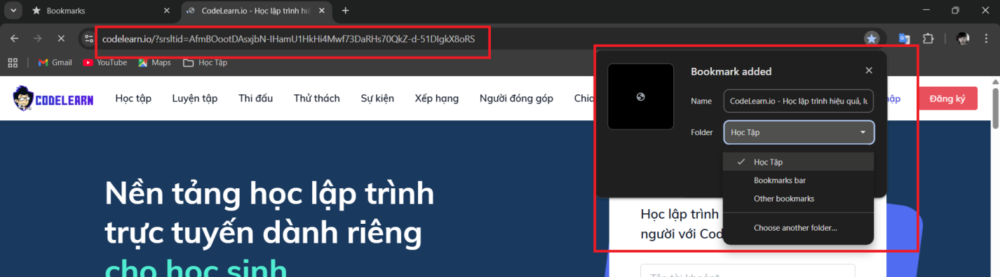 Bookmarks
CodeLearn.io - Học lập trình hiệ
codelearn.io/?srsltid=AfmBOootDAsxjbN-IHamU1HkHi4Mwf73DaRHs70QkZ-d-51DIgkX8oRS
Gmail YouTube Maps Học Tập
CODELEARN Học tập Luyện tập Thi đấu Thử thách Sự kiện Xếp hạng Người đóng góp Đăng ký
Bookmark added
Name CodeLearn.io - Học lập trình hiệu quả,
Folder Học Tập
Học Tập
Bookmarks bar
Other bookmarks
Choose another folder...
Nền tảng học lập trình
trực tuyến dành riêng
cho học sinh
Học lập trình
người với
Tên tài khoản*